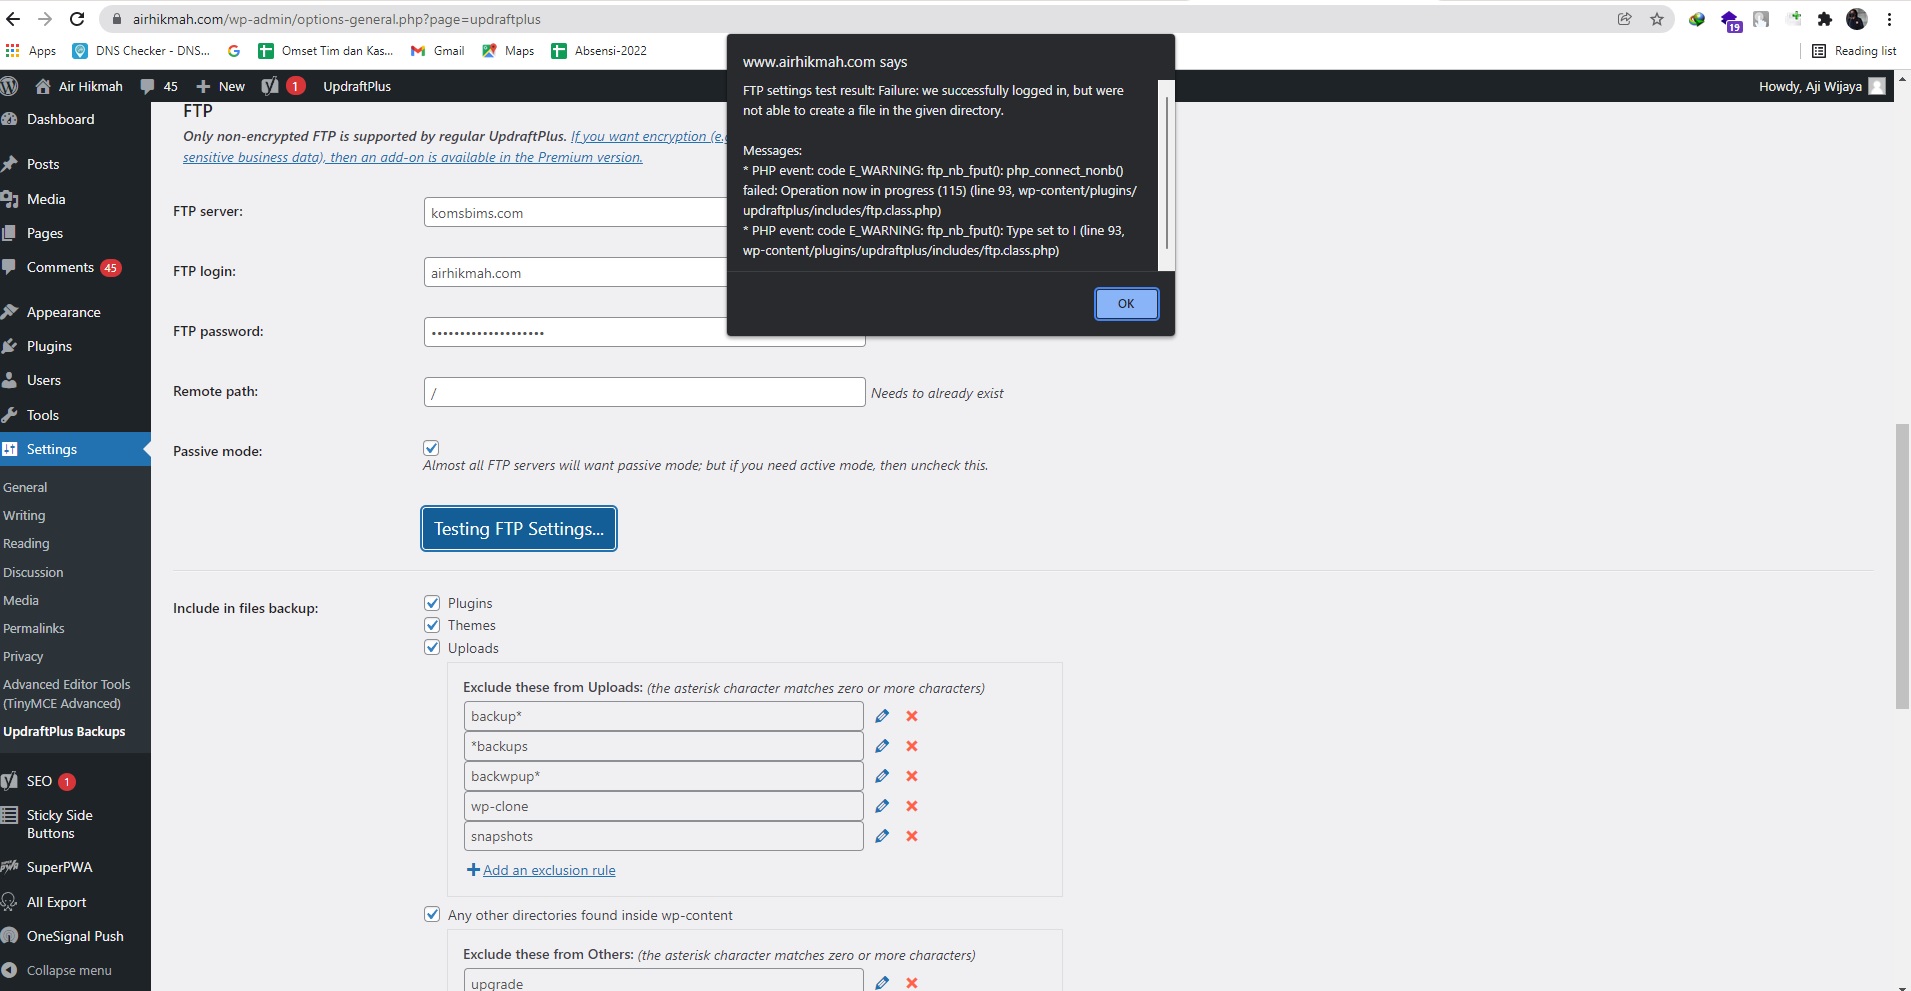 airhikmah.com/wp-admin/options-general.php?page=updraftplus
19
Apps
DNS Checker - DNS...
Omset Tim dan Kas...
Gmail
Maps
Absensi-2022
Reading list
Air Hikmah
45
New
1
UpdraftPlus
Howdy, Aji Wijaya
www.airhikmah.com says
FTP settings test result: Failure: we successfully logged in, but were
not able to create a file in the given directory.
Messages:
* PHP event: code E_WARNING: ftp_nb_fput(): php_connect_nonb()
failed: Operation now in progress (115) (line 93, wp-content/plugins/
updraftplus/includes/ftp.class.php)
* PHP event: code E_WARNING: ftp_nb_fput(): Type set to I (line 93,
wp-content/plugins/updraftplus/includes/ftp.class.php)
OK
Dashboard
Posts
Media
Pages
Comments 45
Appearance
Plugins
Users
Tools
Settings
General
Writing
Reading
Discussion
Media
Permalinks
Privacy
Advanced Editor Tools
(TinyMCE Advanced)
UpdraftPlus Backups
SEO 1
Sticky Side
Buttons
SuperPWA
All Export
OneSignal Push
Collapse menu
FTP
Only non-encrypted FTP is supported by regular UpdraftPlus. If you want encryption (e.g
sensitive business data), then an add-on is available in the Premium version.
FTP server:
komsbims.com
FTP login:
airhikmah.com
FTP password:
Remote path:
/
Needs to already exist
Passive mode:
Almost all FTP servers will want passive mode; but if you need active mode, then uncheck this.
Testing FTP Settings...
Include in files backup:
Plugins
Themes
Uploads
Exclude these from Uploads: (the asterisk character matches zero or more characters)
backup*
*backups
backwpup*
wp-clone
snapshots
Add an exclusion rule
Any other directories found inside wp-content
Exclude these from Others: (the asterisk character matches zero or more characters)
upgrade